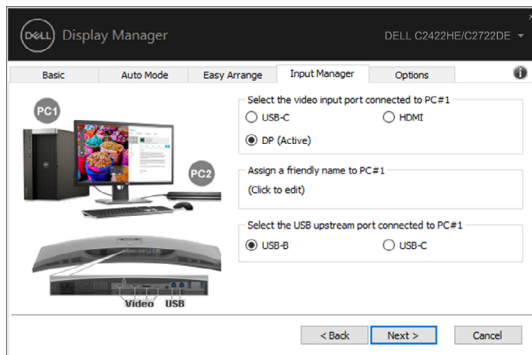 DELL Display Manager
DELL C2422HE/C2722DE
Basic
Auto Mode
Easy Arrange
Input Manager
Options
PC1
PC2
Video USB
Select the video input port connected to PC#1
USB-C
HDMI
DP (Active)
Assign a friendly name to PC#1
(Click to edit)
Select the USB upstream port connected to PC#1
USB-B
USB-C
< Back
Next >
Cancel